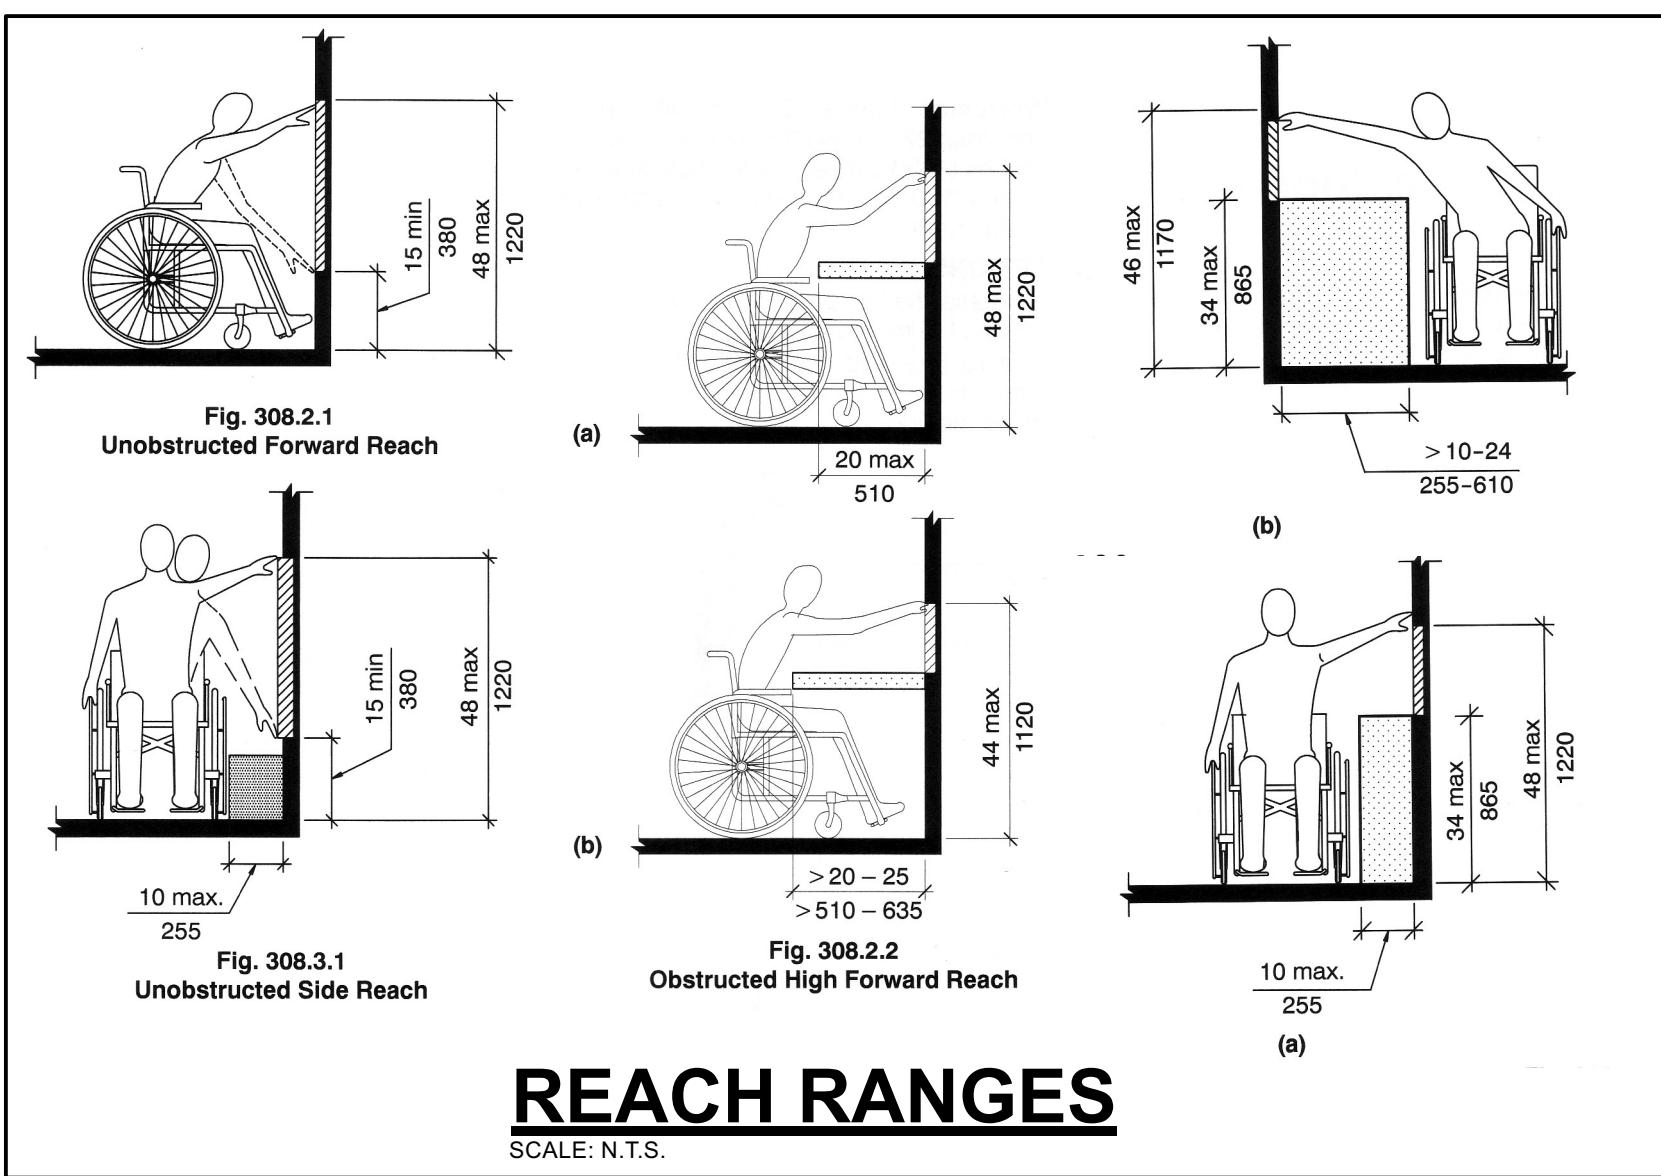 15 min
380
48 max
1220
Fig. 308.2.1
Unobstructed Forward Reach
48 max
1220
(a)
20 max
510
46 max
1170
34 max
865
> 10-24
255-610
(b)
15 min
380
48 max
1220
10 max.
255
Fig. 308.3.1
Unobstructed Side Reach
44 max
1120
(b)
> 20 – 25
> 510 – 635
Fig. 308.2.2
Obstructed High Forward Reach
34 max
865
48 max
1220
10 max.
255
(a)
REACH RANGES
SCALE: N.T.S.